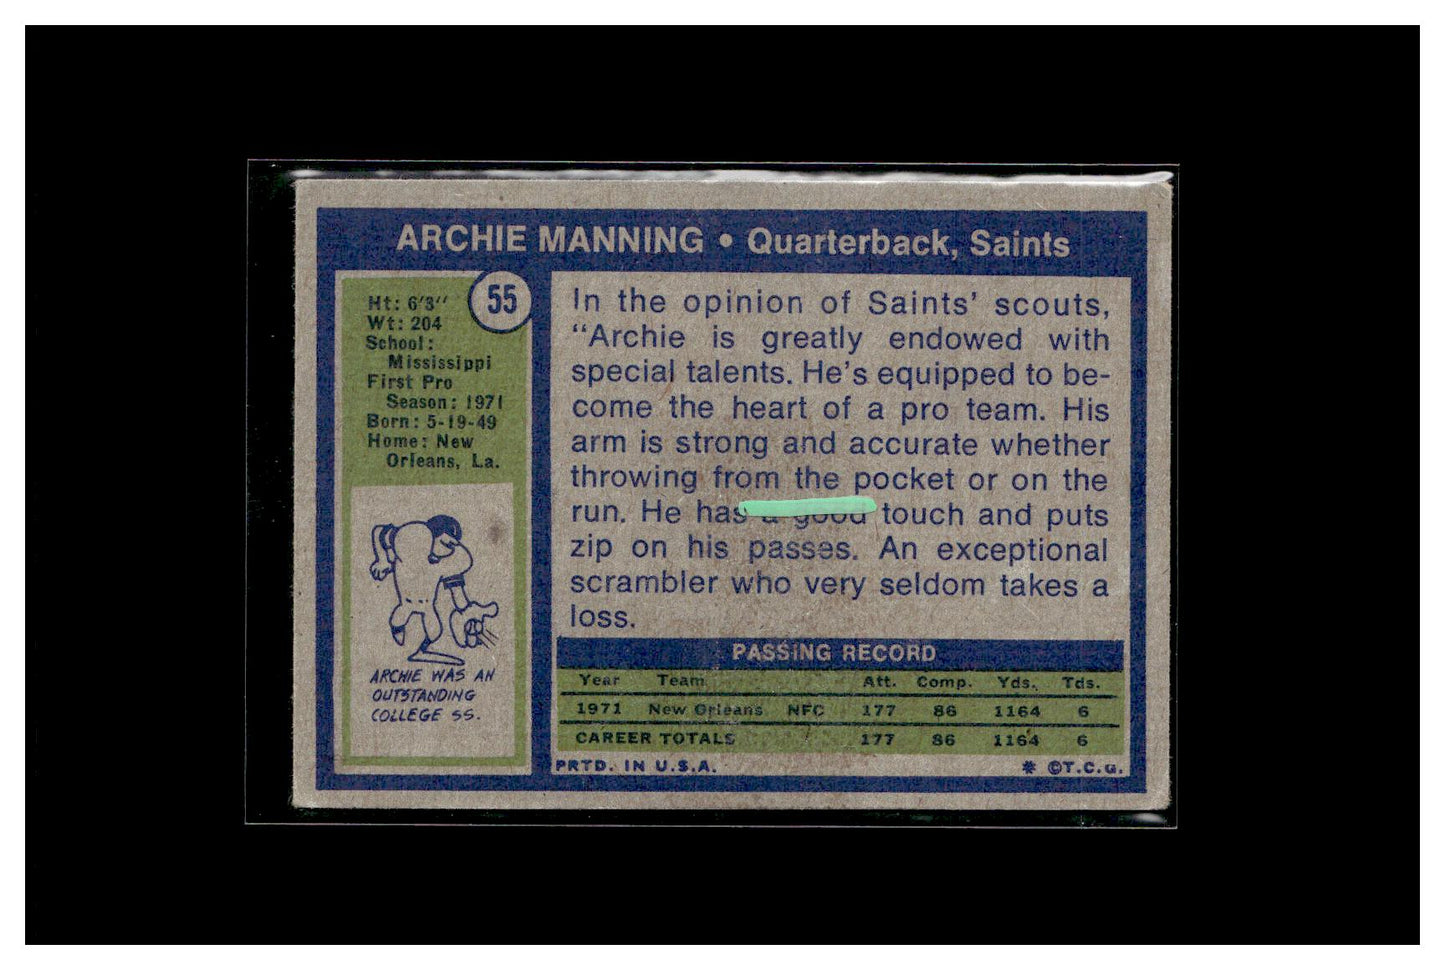 ARCHIE MANNING • Quarterback, Saints
55
Ht: 6'3"
Wt: 204
School:
Mississippi
First Pro
Season: 1971
Born: 5-19-49
Home: New
Orleans, La.
ARCHIE WAS AN
OUTSTANDING
COLLEGE SS.
In the opinion of Saints' scouts,
"Archie is greatly endowed with
special talents. He's equipped to be-
come the heart of a pro team. His
arm is strong and accurate whether
throwing from the pocket or on the
run. He has a good touch and puts
zip on his passes. An exceptional
scrambler who very seldom takes a
loss.
PASSING RECORD
Year Team Att. Comp. Yds. Tds.
1971 New Orleans NFC 177 86 1164 6
CAREER TOTALS 177 86 1164 6
PRTD. IN U.S.A. * ©T.C.G.